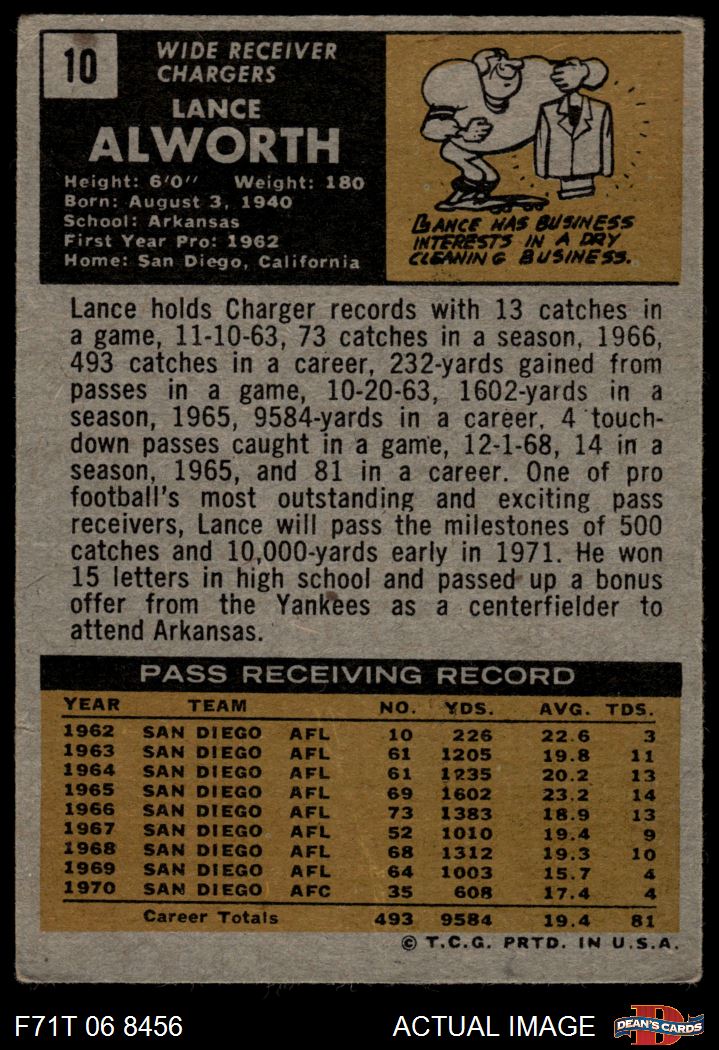 10
WIDE RECEIVER
CHARGERS
LANCE
ALWORTH
Height: 6'0" Weight: 180
Born: August 3, 1940
School: Arkansas
First Year Pro: 1962
Home: San Diego, California
LANCE HAS BUSINESS
INTERESTS IN A DRY
CLEANING BUSINESS.
Lance holds Charger records with 13 catches in
a game, 11-10-63, 73 catches in a season, 1966,
493 catches in a career, 232-yards gained from
passes in a game, 10-20-63, 1602-yards in a
season, 1965, 9584-yards in a career, 4 touch-
down passes caught in a game, 12-1-68, 14 in a
season, 1965, and 81 in a career. One of pro
football's most outstanding and exciting pass
receivers, Lance will pass the milestones of 500
catches and 10,000-yards early in 1971. He won
15 letters in high school and passed up a bonus
offer from the Yankees as a centerfielder to
attend Arkansas.
PASS RECEIVING RECORD
YEAR TEAM NO. YDS. AVG. TDS.
1962 SAN DIEGO AFL 10 226 22.6 3
1963 SAN DIEGO AFL 61 1205 19.8 11
1964 SAN DIEGO AFL 61 1235 20.2 13
1965 SAN DIEGO AFL 69 1602 23.2 14
1966 SAN DIEGO AFL 73 1383 18.9 13
1967 SAN DIEGO AFL 52 1010 19.4 9
1968 SAN DIEGO AFL 68 1312 19.3 10
1969 SAN DIEGO AFL 64 1003 15.7 4
1970 SAN DIEGO AFC 35 608 17.4 4
Career Totals 493 9584 19.4 81
© T.C.G. PRTD. IN U.S.A.
F71T 06 8456 ACTUAL IMAGE D DEAN'S CARDS